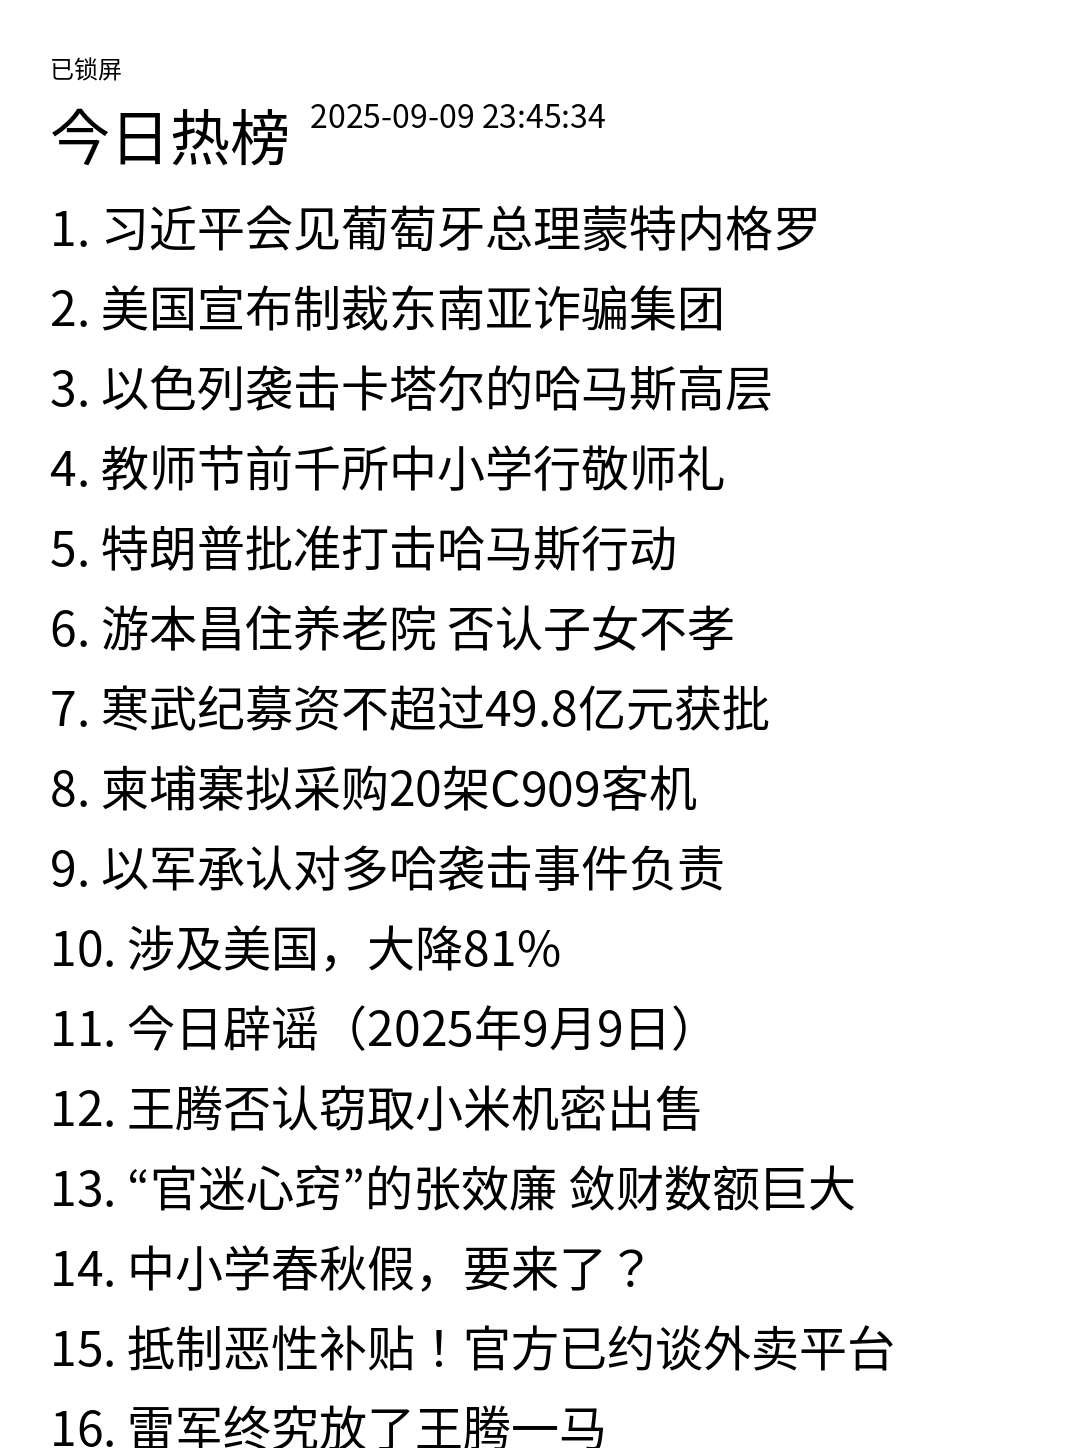 已锁屏
今日热榜 2025-09-09 23:45:34
1. 习近平会见葡萄牙总理蒙特内格罗
2. 美国宣布制裁东南亚诈骗集团
3. 以色列袭击卡塔尔的哈马斯高层
4. 教师节前千所中小学行敬师礼
5. 特朗普批准打击哈马斯行动
6. 游本昌住养老院 否认子女不孝
7. 寒武纪募资不超过49.8亿元获批
8. 柬埔寨拟采购20架C909客机
9. 以军承认对多哈袭击事件负责
10. 涉及美国，大降81%
11. 今日辟谣（2025年9月9日）
12. 王腾否认窃取小米机密出售
13. “官迷心窍”的张效廉 敛财数额巨大
14. 中小学春秋假，要来了？
15. 抵制恶性补贴！官方已约谈外卖平台
16. 雷军终究放了王腾一马